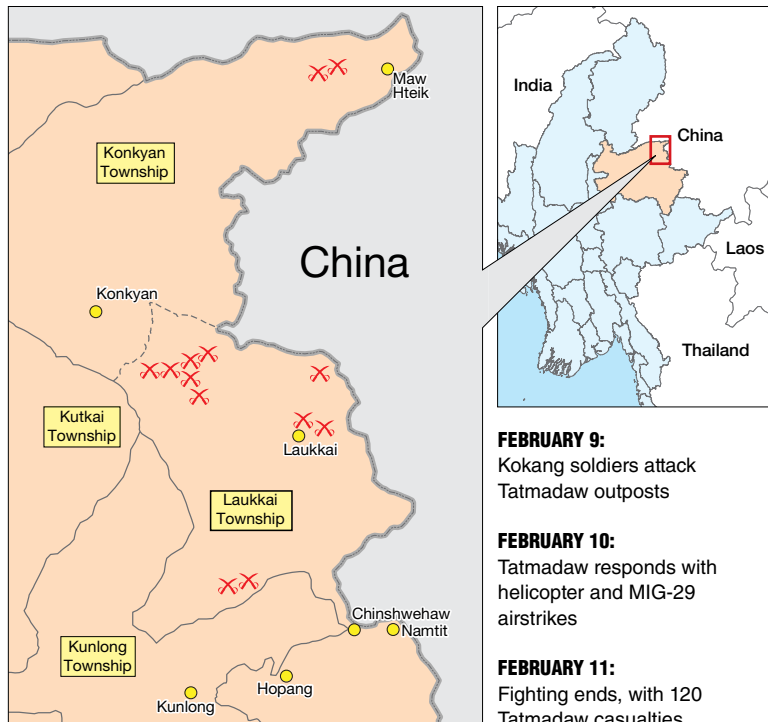 Maw
Hteik
Konkyan
Township
China
Konkyan
Kutkai
Township
Laukkai
Laukkai
Township
Chinshwehaw
Namtit
Kunlong
Township
Hopang
Kunlong
India
China
Laos
Thailand
FEBRUARY 9:
Kokang soldiers attack
Tatmadaw outposts
FEBRUARY 10:
Tatmadaw responds with
helicopter and MIG-29
airstrikes
FEBRUARY 11:
Fighting ends, with 120
Tatmadaw casualties